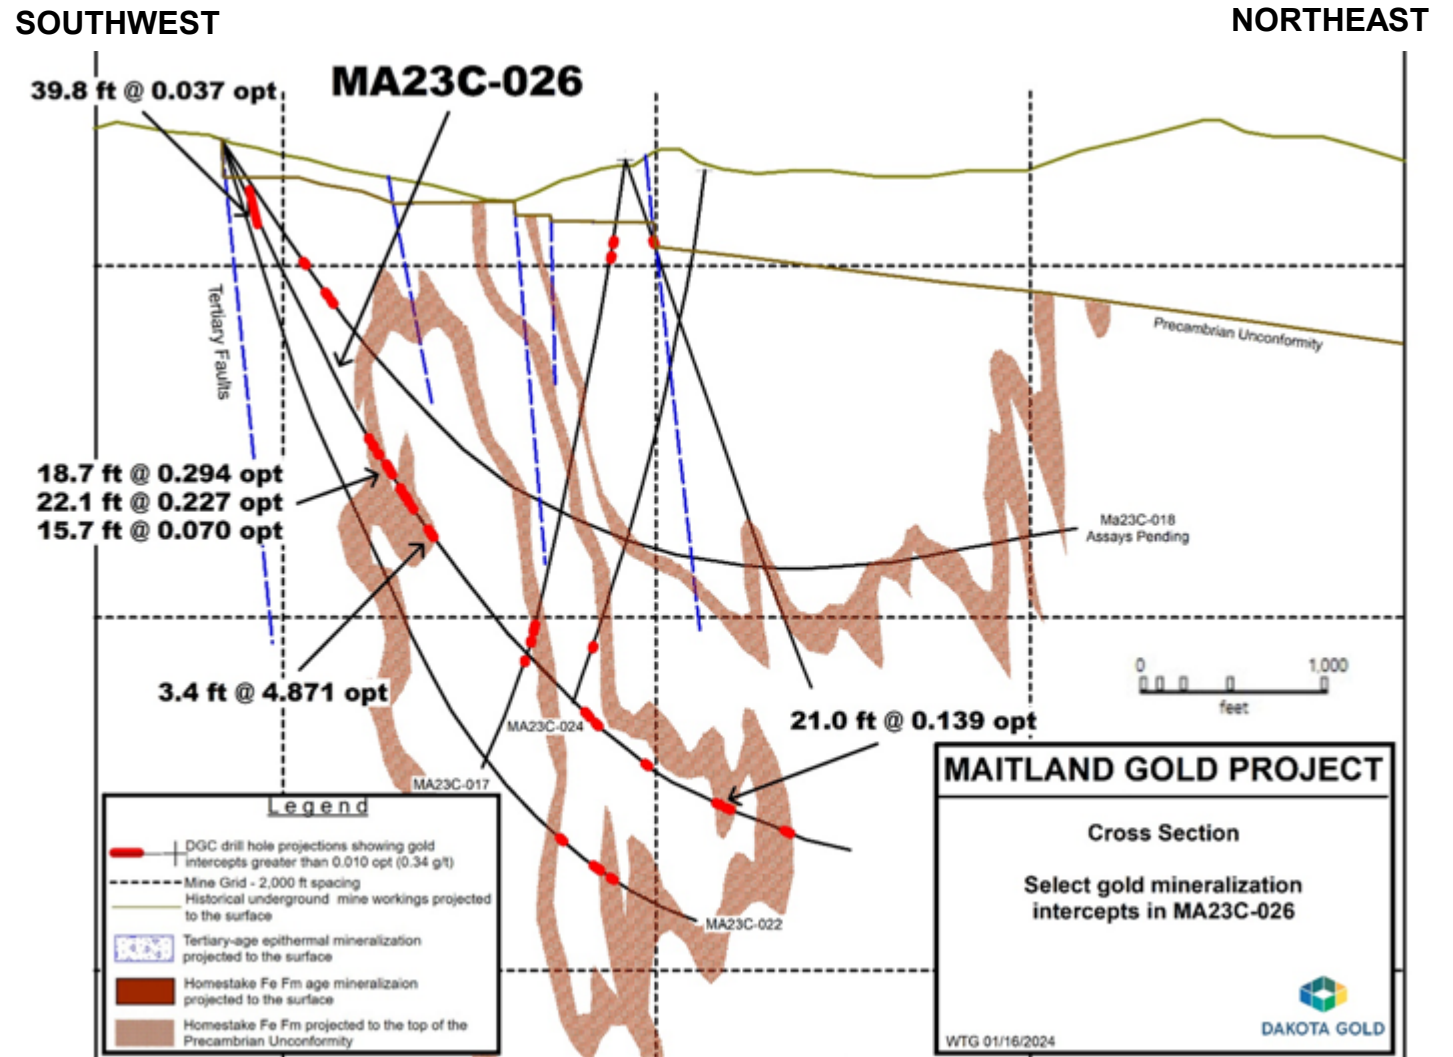 SOUTHWEST
NORTHEAST
39.8 ft @ 0.037 opt
MA23C-026
Tertiary Faults
Precambrian Unconformity
18.7 ft @ 0.294 opt
22.1 ft @ 0.227 opt
15.7 ft @ 0.070 opt
Ma23C-018
Assays Pending
3.4 ft @ 4.871 opt
0
1,000
feet
MA23C-024
21.0 ft @ 0.139 opt
MA23C-017
MA23C-022
Legend
DGC drill hole projections showing gold
intercepts greater than 0.010 opt (0.34 g/t)
Mine Grid - 2,000 ft spacing
Historical underground mine workings projected
to the surface
Tertiary-age epithermal mineralization
projected to the surface
Homestake Fe Fm age mineralizaion
projected to the surface
Homestake Fe Fm projected to the top of the
Precambrian Unconformity
MAITLAND GOLD PROJECT
Cross Section
Select gold mineralization
intercepts in MA23C-026
DAKOTA GOLD
WTG 01/16/2024